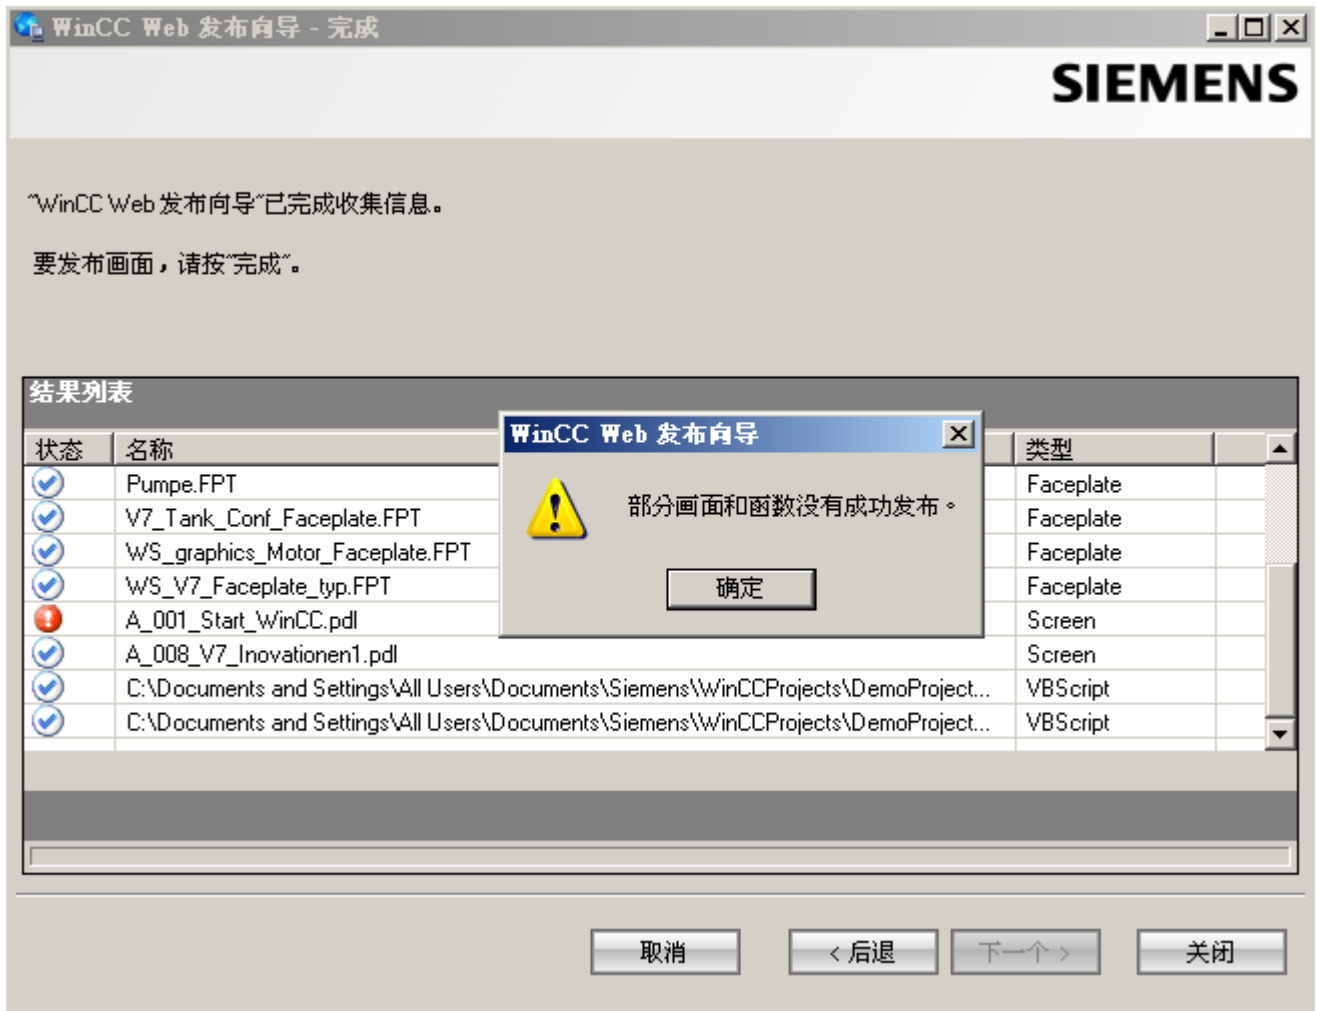 WinCC Web 发布向导 - 完成
SIEMENS
"WinCC Web 发布向导"已完成收集信息。
要发布画面，请按"完成"。
结果列表
状态 名称 类型
Pumpe.FPT Faceplate
V7_Tank_Conf_Faceplate.FPT Faceplate
WS_graphics_Motor_Faceplate.FPT Faceplate
WS_V7_Faceplate_typ.FPT Faceplate
A_001_Start_WinCC.pdl Screen
A_008_V7_Inovationen1.pdl Screen
C:\Documents and Settings\All Users\Documents\Siemens\WinCCProjects\DemoProject... VBScript
C:\Documents and Settings\All Users\Documents\Siemens\WinCCProjects\DemoProject... VBScript
WinCC Web 发布向导
部分画面和函数没有成功发布。
确定
取消 < 后退 下一个 > 关闭